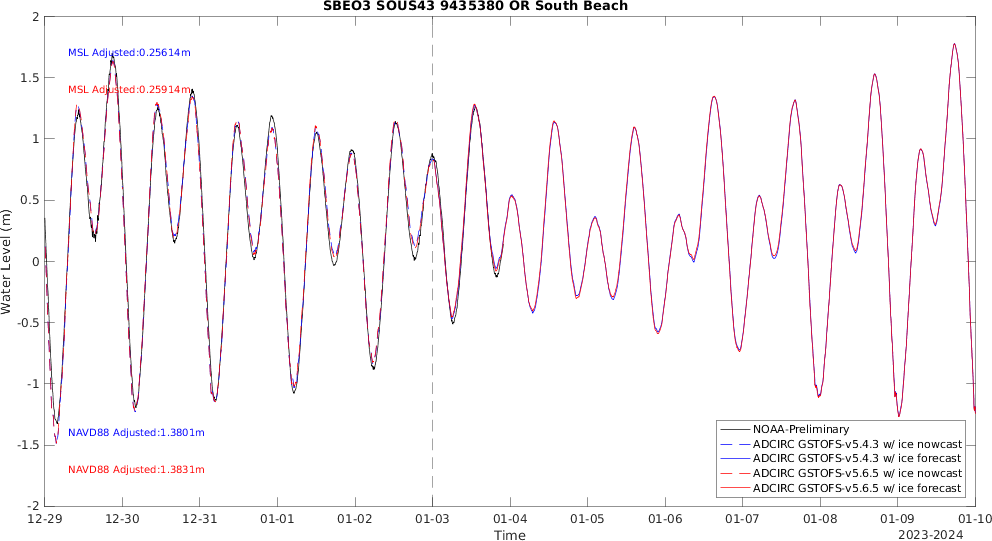 SBEO3 SOUS43 9435380 OR South Beach
2
1.5
1
0.5
0
-0.5
-1
-1.5
-2
Water Level (m)
MSL Adjusted:0.25614m
MSL Adjusted:0.25914m
NAVD88 Adjusted:1.3801m
NAVD88 Adjusted:1.3831m
NOAA-Preliminary
ADCIRC GSTOFS-v5.4.3 w/ ice nowcast
ADCIRC GSTOFS-v5.4.3 w/ ice forecast
ADCIRC GSTOFS-v5.6.5 w/ ice nowcast
ADCIRC GSTOFS-v5.6.5 w/ ice forecast
12-29 12-30 12-31 01-01 01-02 01-03 01-04 01-05 01-06 01-07 01-08 01-09 01-10
Time
2023-2024